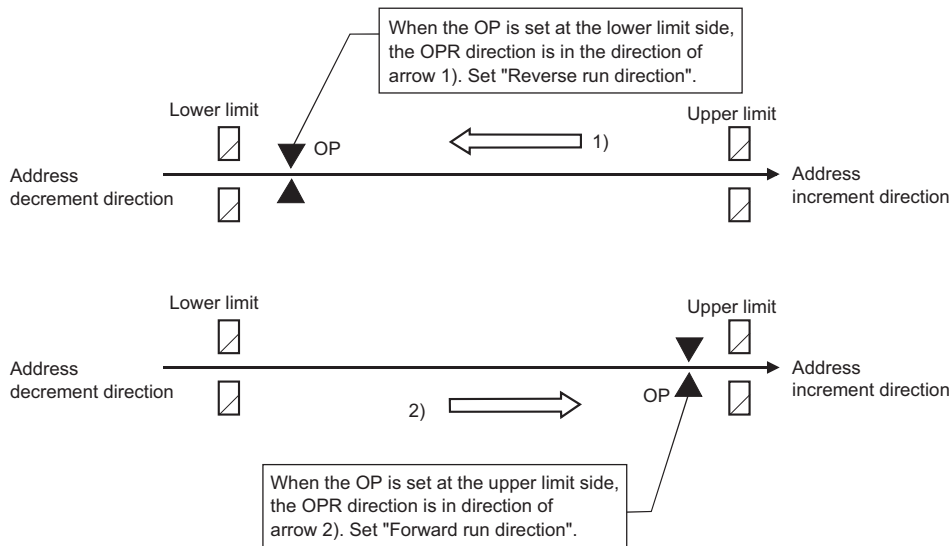 When the OP is set at the lower limit side,
the OPR direction is in the direction of
arrow 1). Set "Reverse run direction".
Lower limit
Upper limit
OP
1)
Address
decrement direction
Address
increment direction
Lower limit
Upper limit
Address
decrement direction
Address
increment direction
2)
OP
When the OP is set at the upper limit side,
the OPR direction is in direction of
arrow 2). Set "Forward run direction".